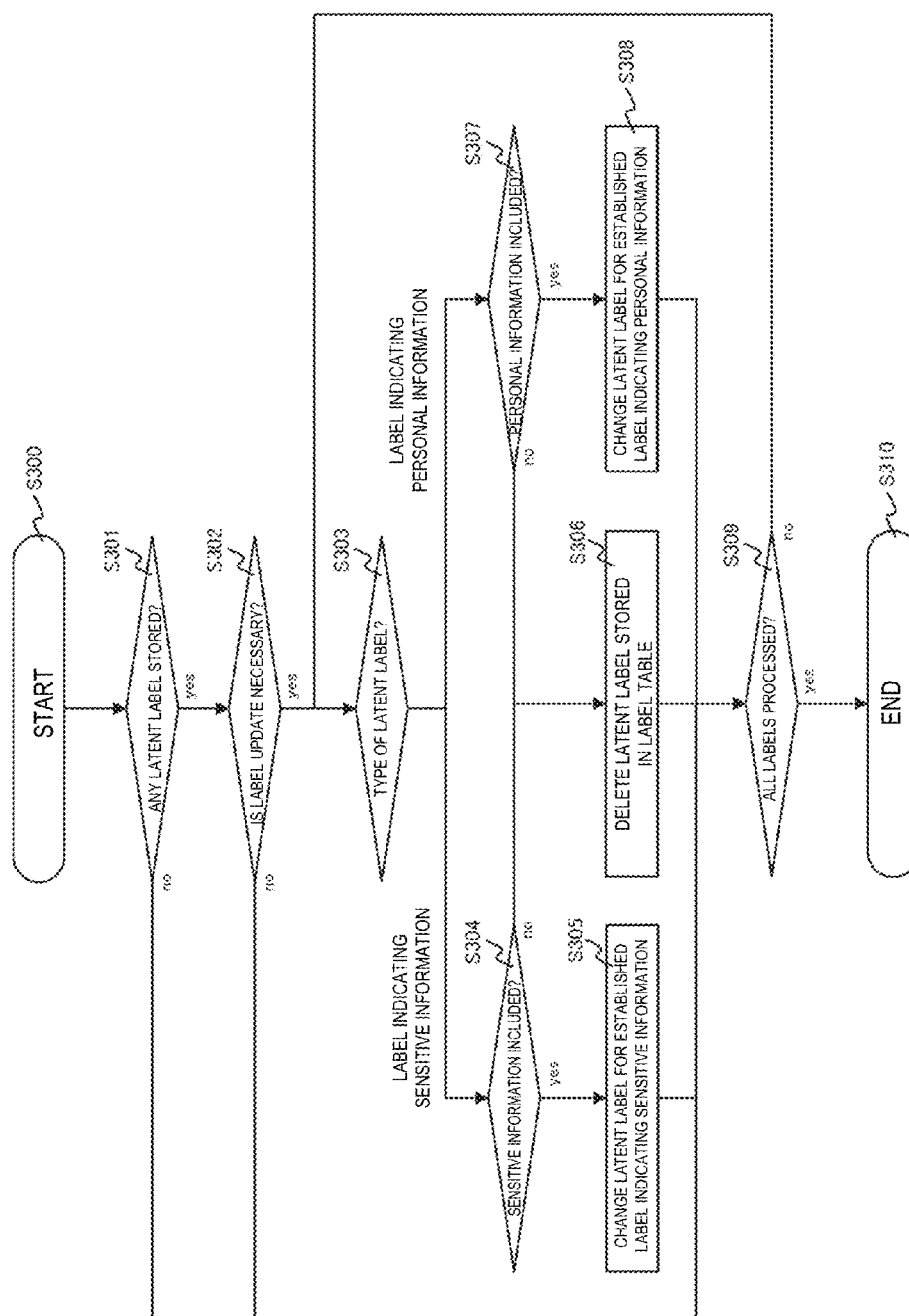 START
S300
ANY LATENT LABEL STORED?
S301
yes
no
IS LABEL UPDATE NECESSARY?
S302
yes
no
TYPE OF LATENT LABEL?
S303
LABEL INDICATING
SENSITIVE INFORMATION
LABEL INDICATING
PERSONAL INFORMATION
SENSITIVE INFORMATION INCLUDED?
S304
no
yes
PERSONAL INFORMATION INCLUDED?
S307
no
yes
CHANGE LATENT LABEL FOR ESTABLISHED
LABEL INDICATING SENSITIVE INFORMATION
S305
DELETE LATENT LABEL STORED
IN LABEL TABLE
S306
CHANGE LATENT LABEL FOR ESTABLISHED
LABEL INDICATING PERSONAL INFORMATION
S308
ALL LABELS PROCESSED?
S309
no
yes
END
S310